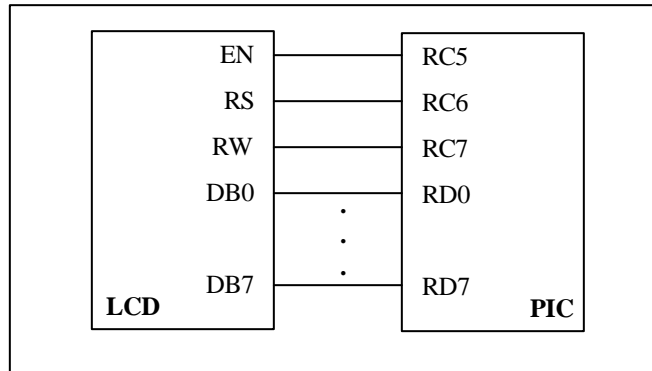 EN RC5
RS RC6
RW RC7
DB0 RD0
DB7 RD7
LCD PIC